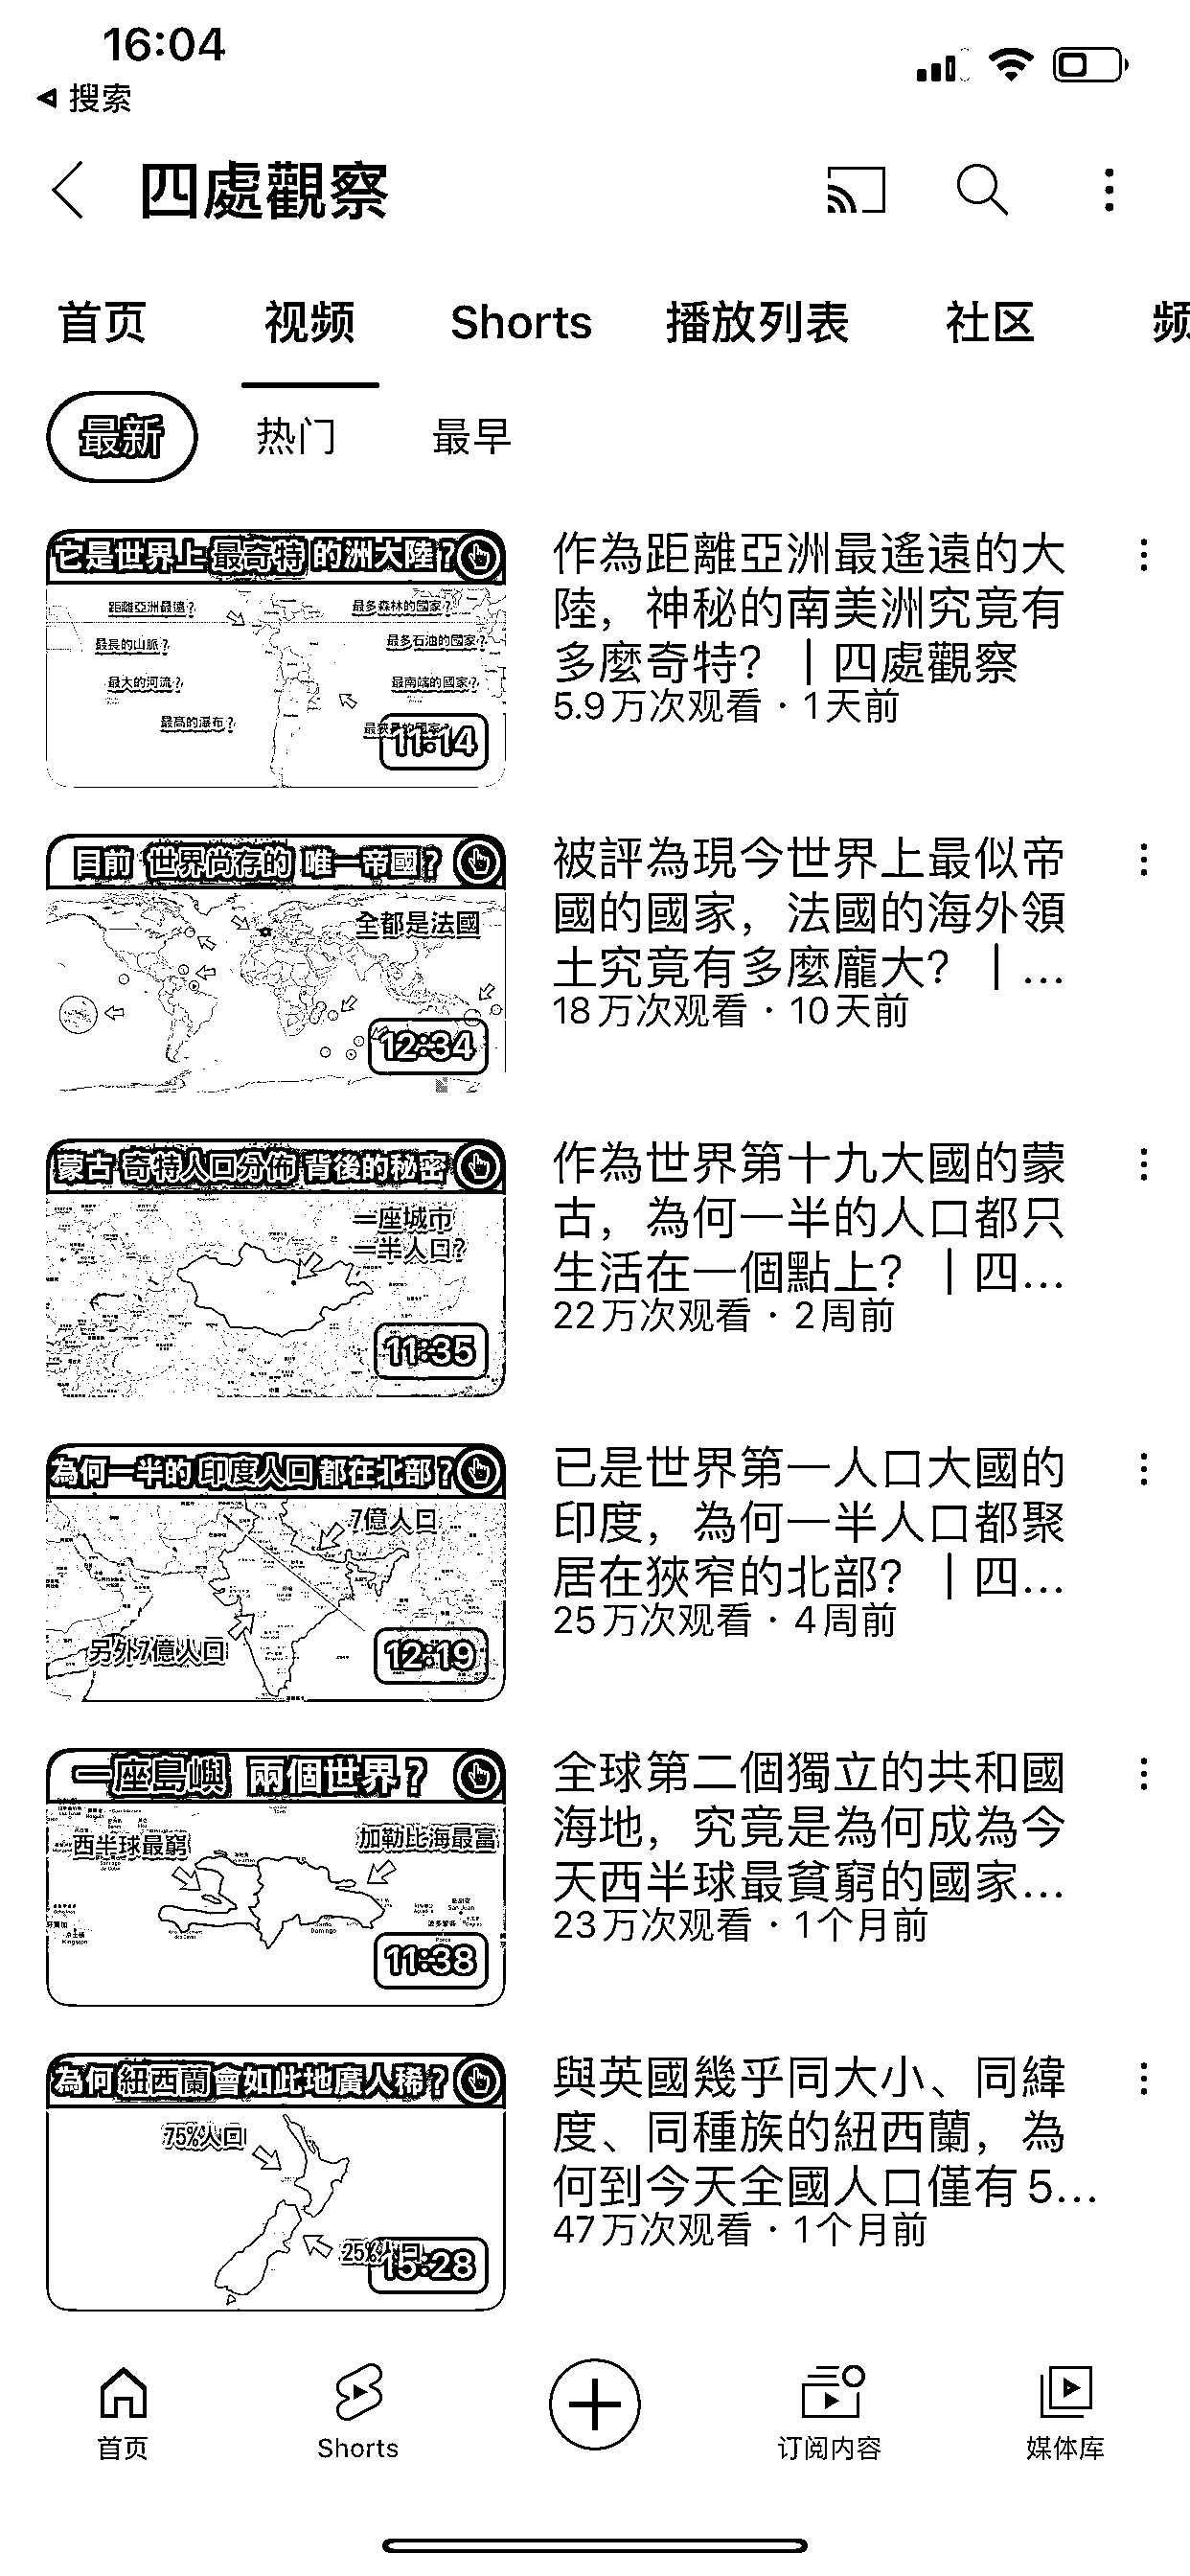 16:04
搜索
四處觀察
首页 视频 Shorts 播放列表 社区 频
最新 热门 最早
它是世界上最奇特的洲大陸?
距離亞洲最遠?
最多森林的國家?
最長的山脈?
最多石油的國家?
最大的河流?
最南端的國家?
最高的瀑布?
11:14
作為距離亞洲最遙遠的大
陸，神秘的南美洲究竟有
多麼奇特？｜四處觀察
5.9万次观看·1天前
目前 世界尚存的 唯一帝國?
全都是法國
12:34
被評為現今世界上最似帝
國的國家，法國的海外領
土究竟有多麼龐大？｜...
18万次观看·10天前
蒙古 奇特人口分佈 背後的秘密
一座城市
一半人口?
11:35
作為世界第十九大國的蒙
古，為何一半的人口都只
生活在一個點上？｜四...
22万次观看·2周前
為何一半的 印度人口 都在北部?
7億人口
另外7億人口
12:19
已是世界第一人口大國的
印度，為何一半人口都聚
居在狹窄的北部？｜四...
25万次观看·4周前
一座島嶼 兩個世界?
西半球最窮
加勒比海最富
11:38
全球第二個獨立的共和國
海地，究竟是為何成為今
天西半球最貧窮的國家...
23万次观看·1个月前
為何紐西蘭會如此地廣人稀?
75%人口
25%人口
15:28
與英國幾乎同大小、同緯
度、同種族的紐西蘭，為
何到今天全國人口僅有5...
47万次观看·1个月前
首页 Shorts 订阅内容 媒体库